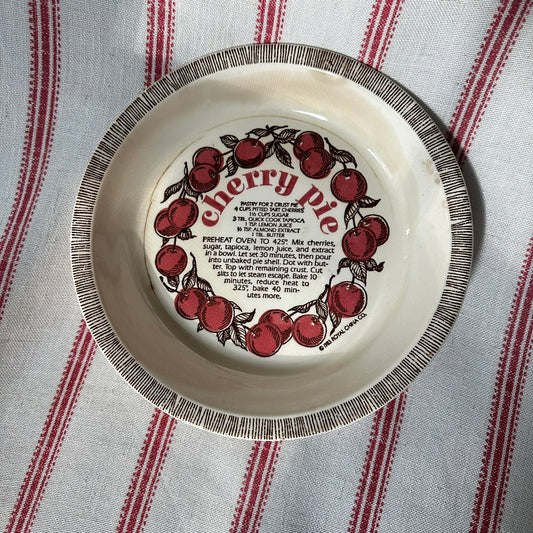 cherry pie
PASTRY FOR 2 CRUST PIE
4 CUPS PITTED TART CHERRIES
1½ CUPS SUGAR
3 TBL. QUICK COOK TAPIOCA
1 TSP. LEMON JUICE
¼ TSP. ALMOND EXTRACT
1 TBL. BUTTER
PREHEAT OVEN TO 425°. Mix cherries,
sugar, tapioca, lemon juice, and extract
in a bowl. Let set 30 minutes, then pour
into unbaked pie shell. Dot with but-
ter. Top with remaining crust. Cut
slits to let steam escape. Bake 10
minutes, reduce heat to
325°, bake 40 min-
utes more.
© 1983 ROYAL CHINA CO.